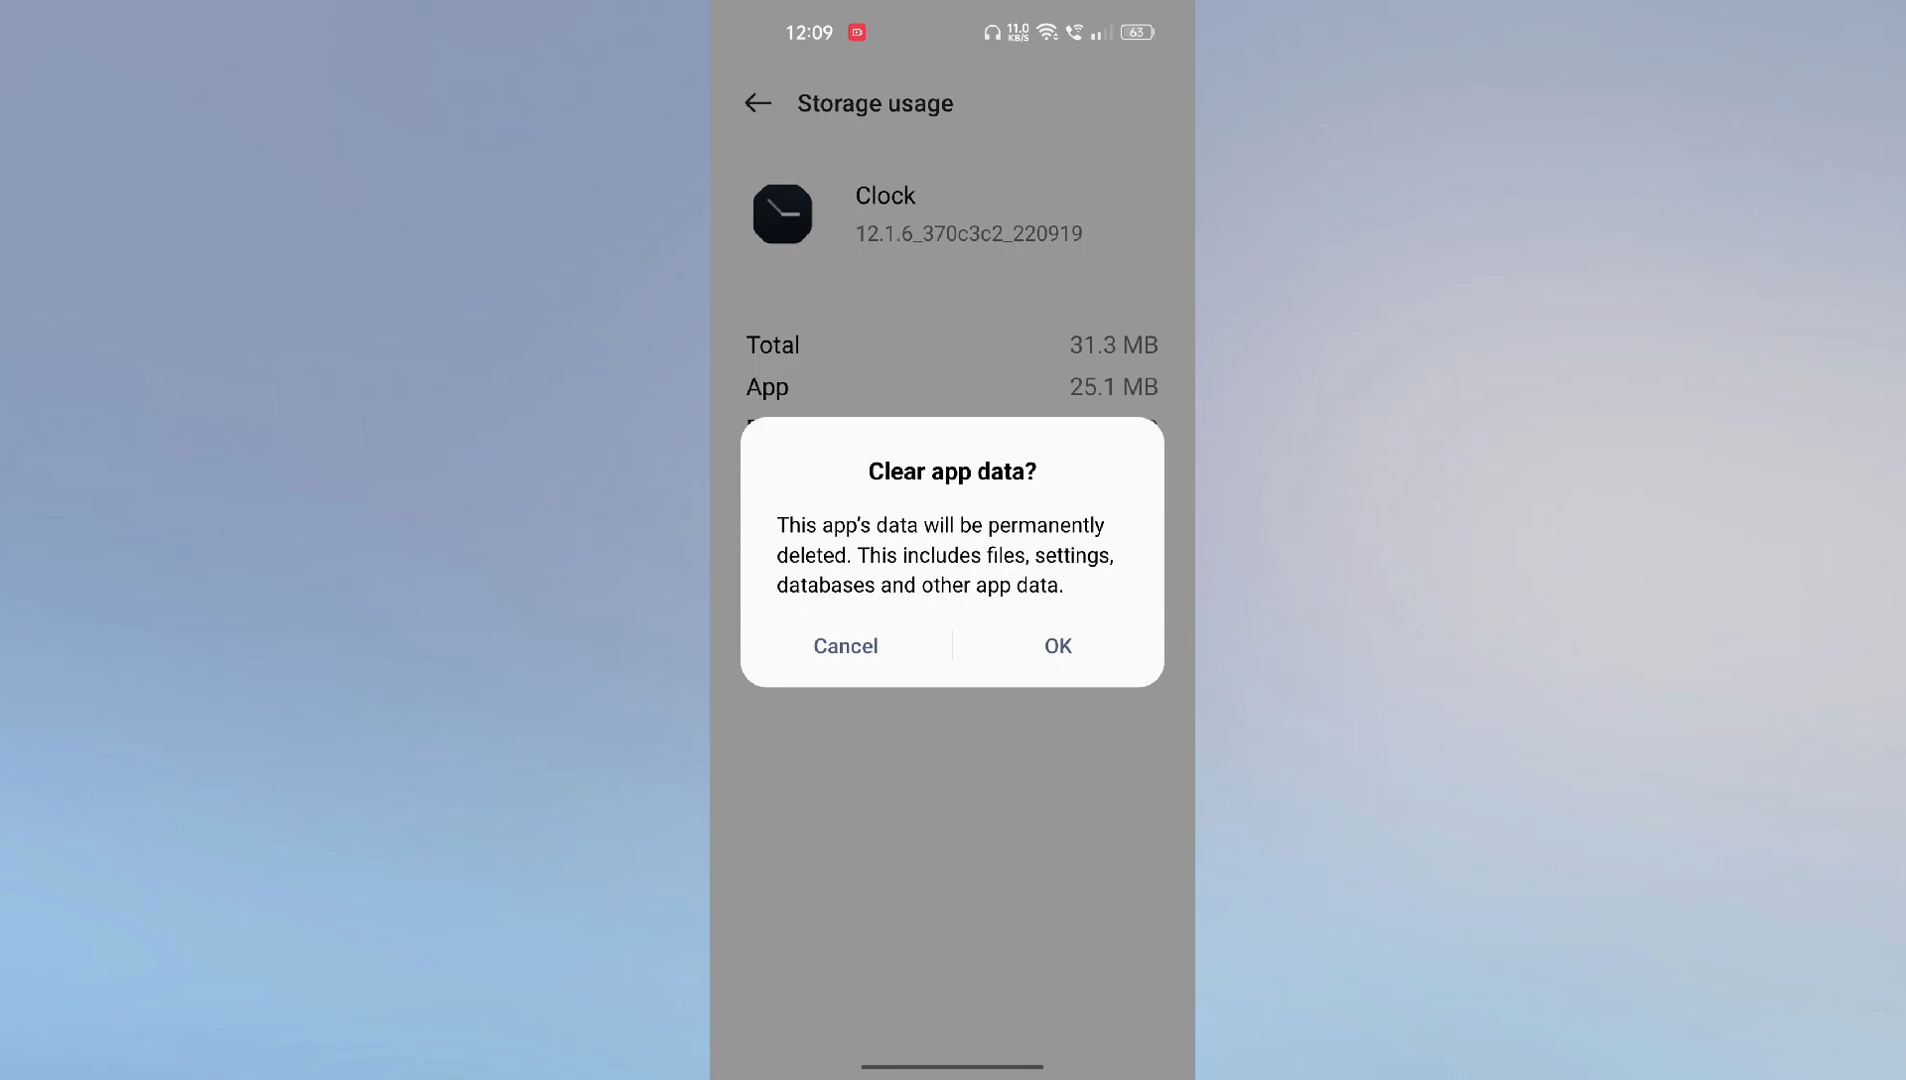 12:09 11.0 KB/S 63
Storage usage
Clock
12.1.6_370c3c2_220919
Total 31.3 MB
App 25.1 MB
Clear app data?
This app's data will be permanently
deleted. This includes files, settings,
databases and other app data.
Cancel OK